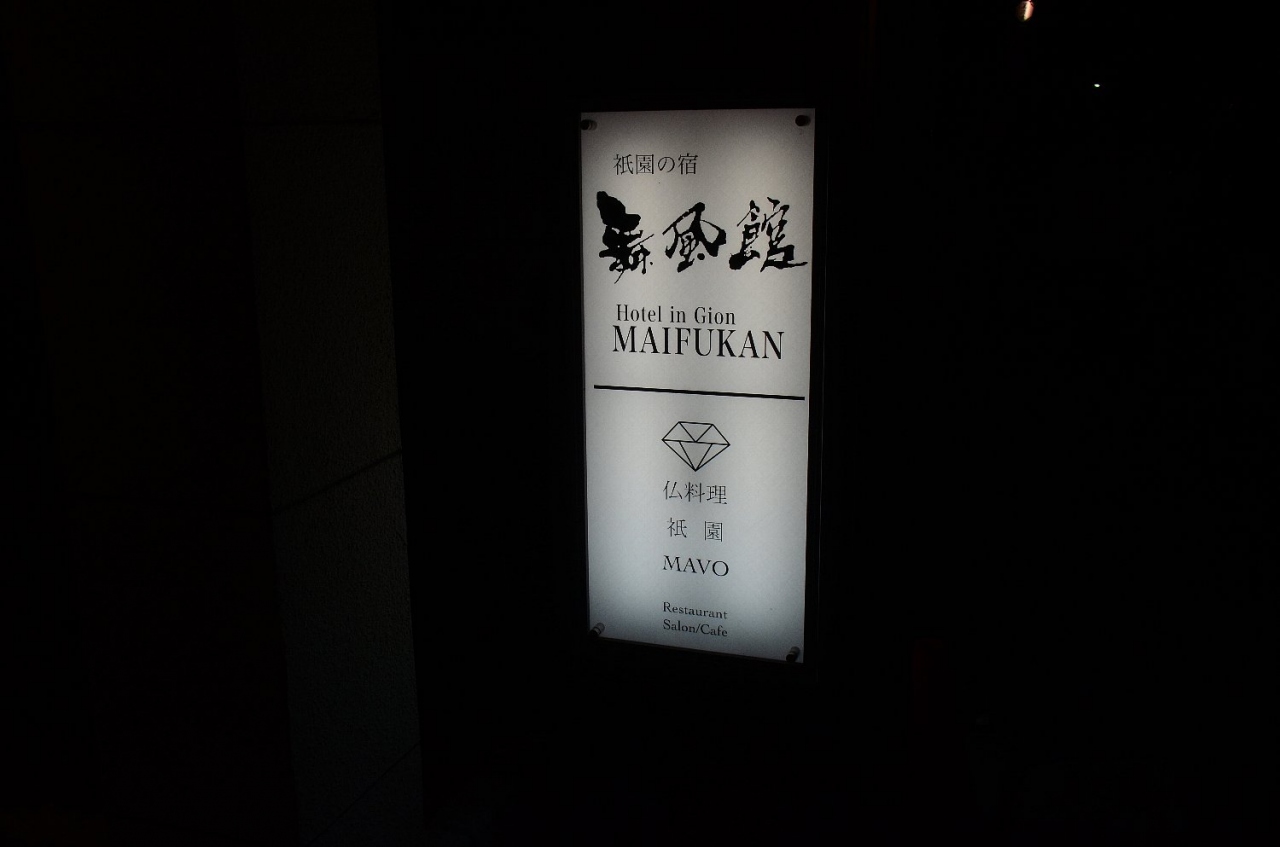 祇園の宿
舞風館
Hotel in Gion
MAIFUKAN
仏料理
祇園
MAVO
Restaurant
Salon/Cafe